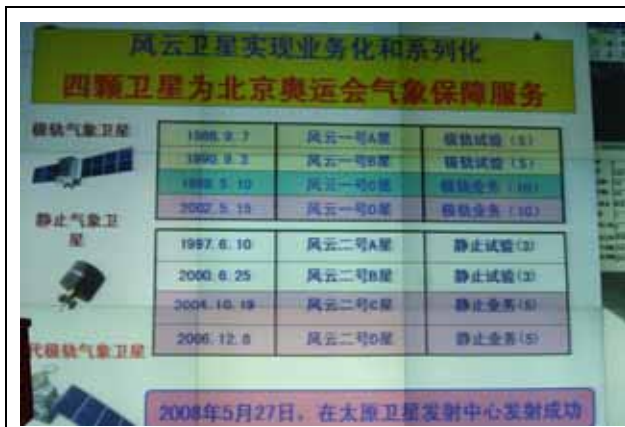 风云卫星实现业务化和系列化
四颗卫星为北京奥运会气象保障服务
极轨气象卫星
1988.9.7 风云一号A星 极轨试验(5)
1990.9.3 风云一号B星 极轨试验(5)
5.10 风云一号C星 极轨业务(10)
2002.5.15 风云一号D星 极轨业务(10)
静止气象卫
星
1997.6.10 风云二号A星 静止试验(3)
2000.6.25 风云二号B星 静止试验(3)
2004.10.19 风云二号C星 静止业务(5)
2006.12.8 风云二号D星 静止业务(5)
代极轨气象卫星
2008年5月27日,在太原卫星发射中心发射成功